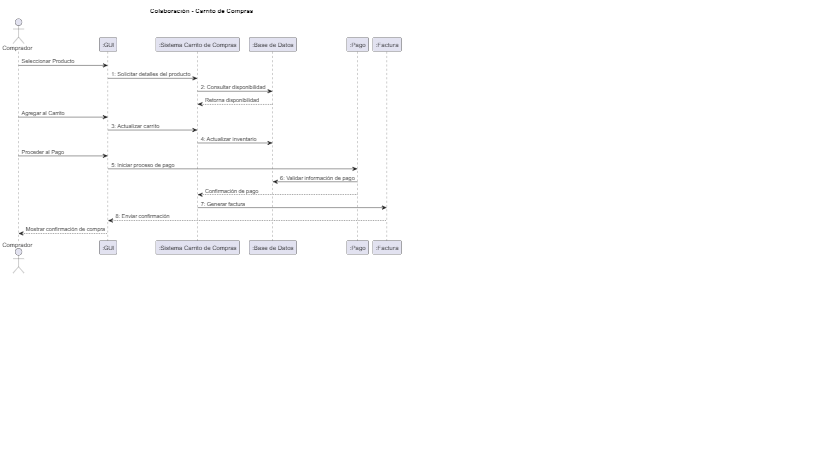 Colaboración - Carrito de Compras
Comprador
:GUI
:Sistema Carrito de Compras
:Base de Datos
:Pago
:Factura
Seleccionar Producto
1: Solicitar detalles del producto
2: Consultar disponibilidad
Retorna disponibilidad
Agregar al Carrito
3: Actualizar carrito
4: Actualizar inventario
Proceder al Pago
5: Iniciar proceso de pago
6: Validar información de pago
Confirmación de pago
7: Generar factura
8: Enviar confirmación
Mostrar confirmación de compra
Comprador
:GUI
:Sistema Carrito de Compras
:Base de Datos
:Pago
:Factura